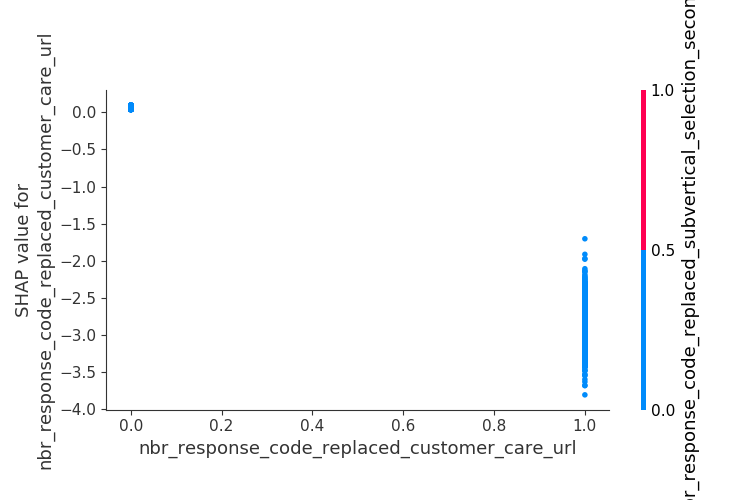 SHAP value for
nbr_response_code_replaced_customer_care_url
0.0
−0.5
−1.0
−1.5
−2.0
−2.5
−3.0
−3.5
−4.0
0.0 0.2 0.4 0.6 0.8 1.0
nbr_response_code_replaced_customer_care_url
1.0
0.5
0.0
r_response_code_replaced_subvertical_selection_secon